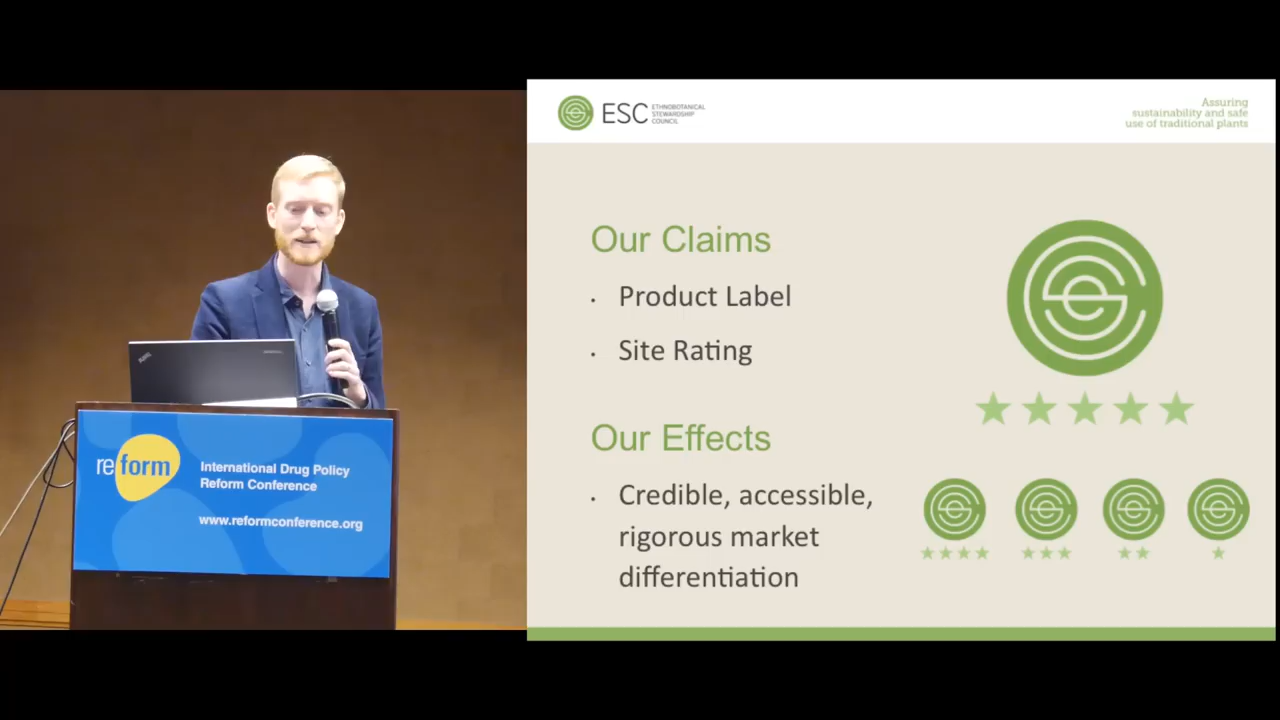 re form
International Drug Policy
Reform Conference
www.reformconference.org
ESC
ETHNOBOTANICAL
STEWARDSHIP
COUNCIL
Assuring
sustainability and safe
use of traditional plants
Our Claims
· Product Label
· Site Rating
Our Effects
· Credible, accessible,
rigorous market
differentiation